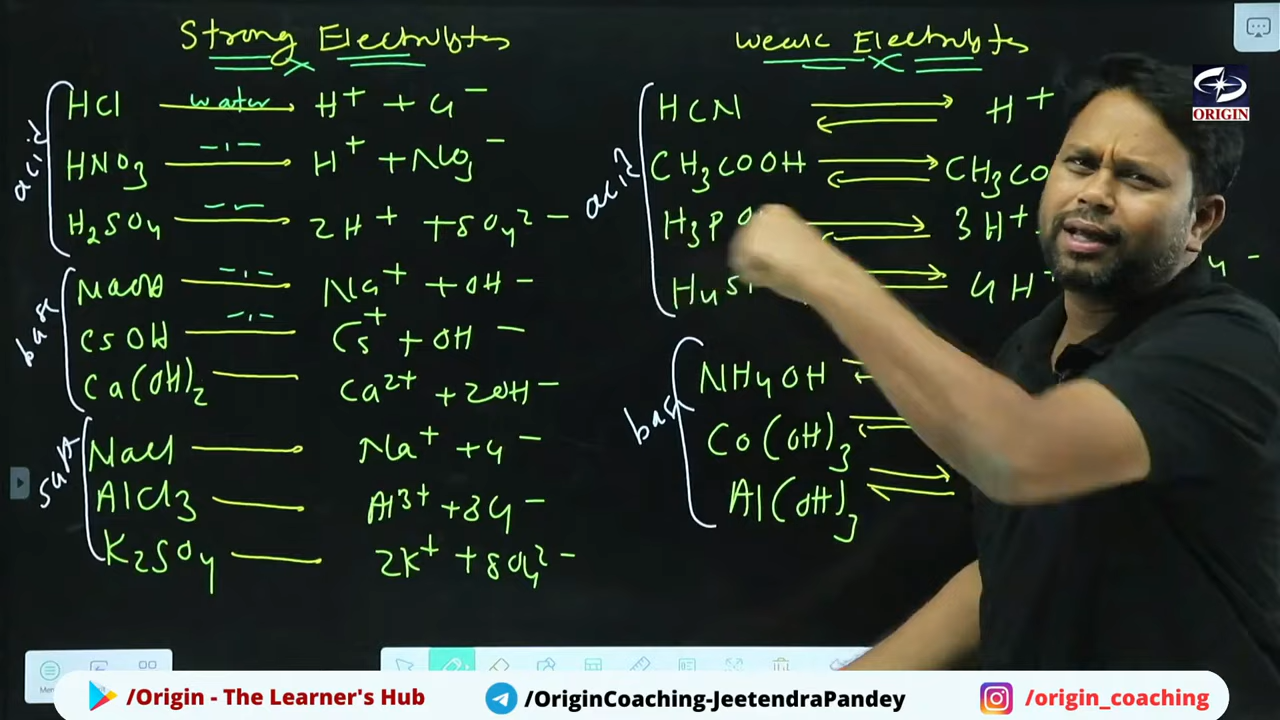 Strong Electrolytes
acid
HCl water H+ + Cl-
HNO3 -"- H+ + NO3-
H2SO4 -"- 2H+ + SO4 2-
base
NaOH -"- Na+ + OH-
CsOH -"- Cs+ + OH-
Ca(OH)2 Ca2+ + 2OH-
salt
NaCl Na+ + Cl-
AlCl3 Al3+ + 3Cl-
K2SO4 2K+ + SO4 2-
Weak Electrolytes
acid
HCN ⇌ H+
CH3COOH ⇌ CH3CO
H3P ⇌ 3H+
H4Si ⇌ 4H+
base
NH4OH
Co(OH)3
Al(OH)3 ⇌
ORIGIN
/Origin - The Learner's Hub
/OriginCoaching-JeetendraPandey
/origin_coaching